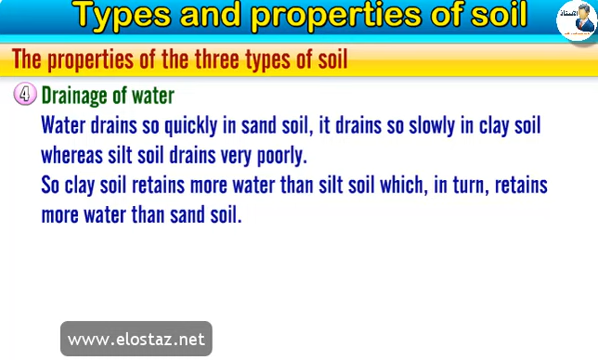 Types and properties of soil
الأستاذ
The properties of the three types of soil
4 Drainage of water
Water drains so quickly in sand soil, it drains so slowly in clay soil
whereas silt soil drains very poorly.
So clay soil retains more water than silt soil which, in turn, retains
more water than sand soil.
www.elostaz.net